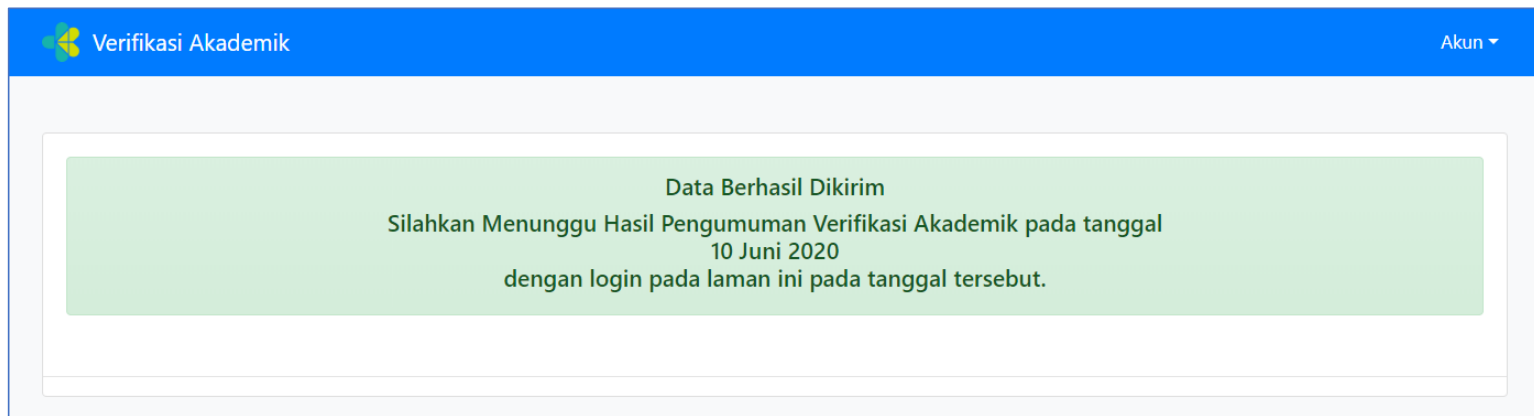 Verifikasi Akademik
Akun
Data Berhasil Dikirim
Silahkan Menunggu Hasil Pengumuman Verifikasi Akademik pada tanggal
10 Juni 2020
dengan login pada laman ini pada tanggal tersebut.